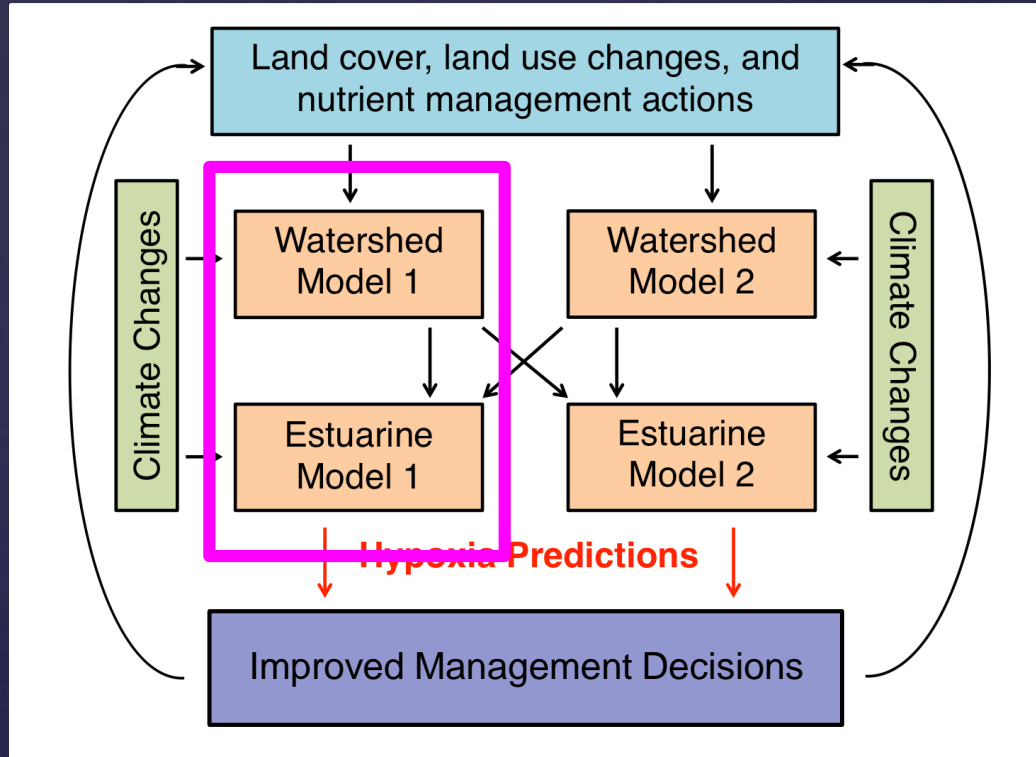 Land cover, land use changes, and
nutrient management actions
Climate Changes
Watershed
Model 1
Watershed
Model 2
Climate Changes
Estuarine
Model 1
Estuarine
Model 2
Hypoxia Predictions
Improved Management Decisions